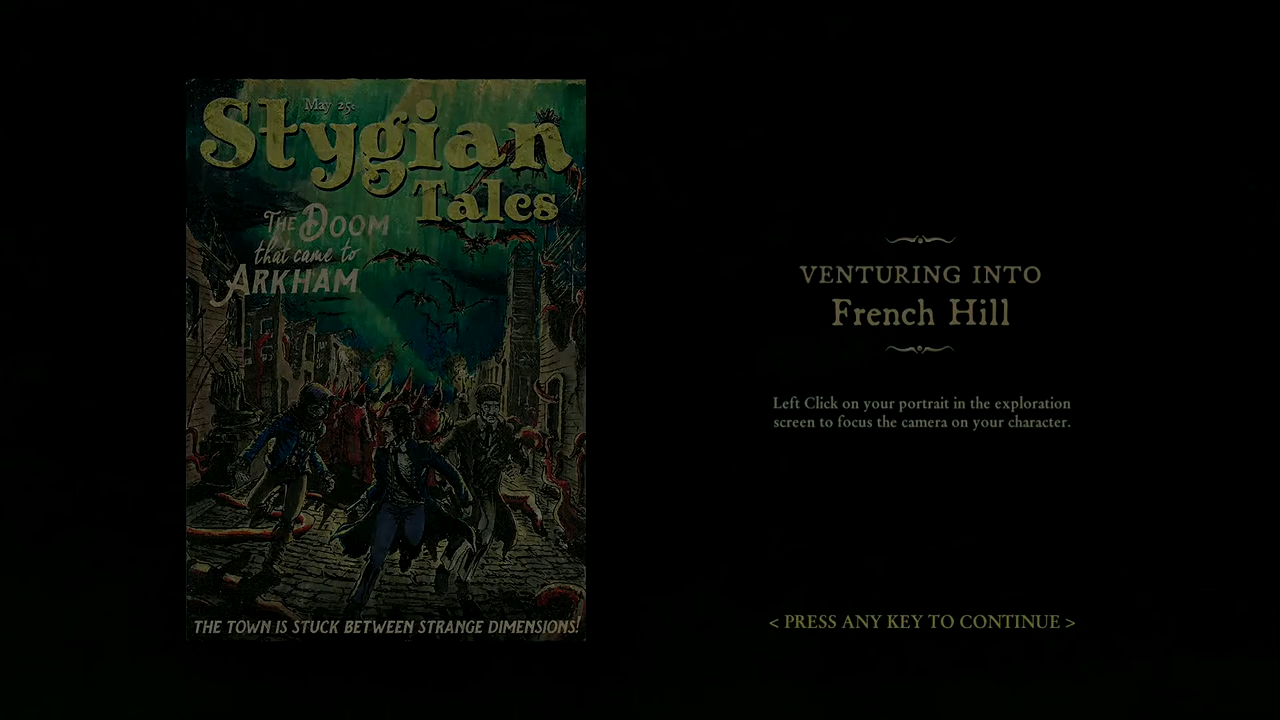 May 25c
Stygian
Tales
THE DOOM
that came to
ARKHAM
THE TOWN IS STUCK BETWEEN STRANGE DIMENSIONS!
VENTURING INTO
French Hill
Left Click on your portrait in the exploration
screen to focus the camera on your character.
< PRESS ANY KEY TO CONTINUE >